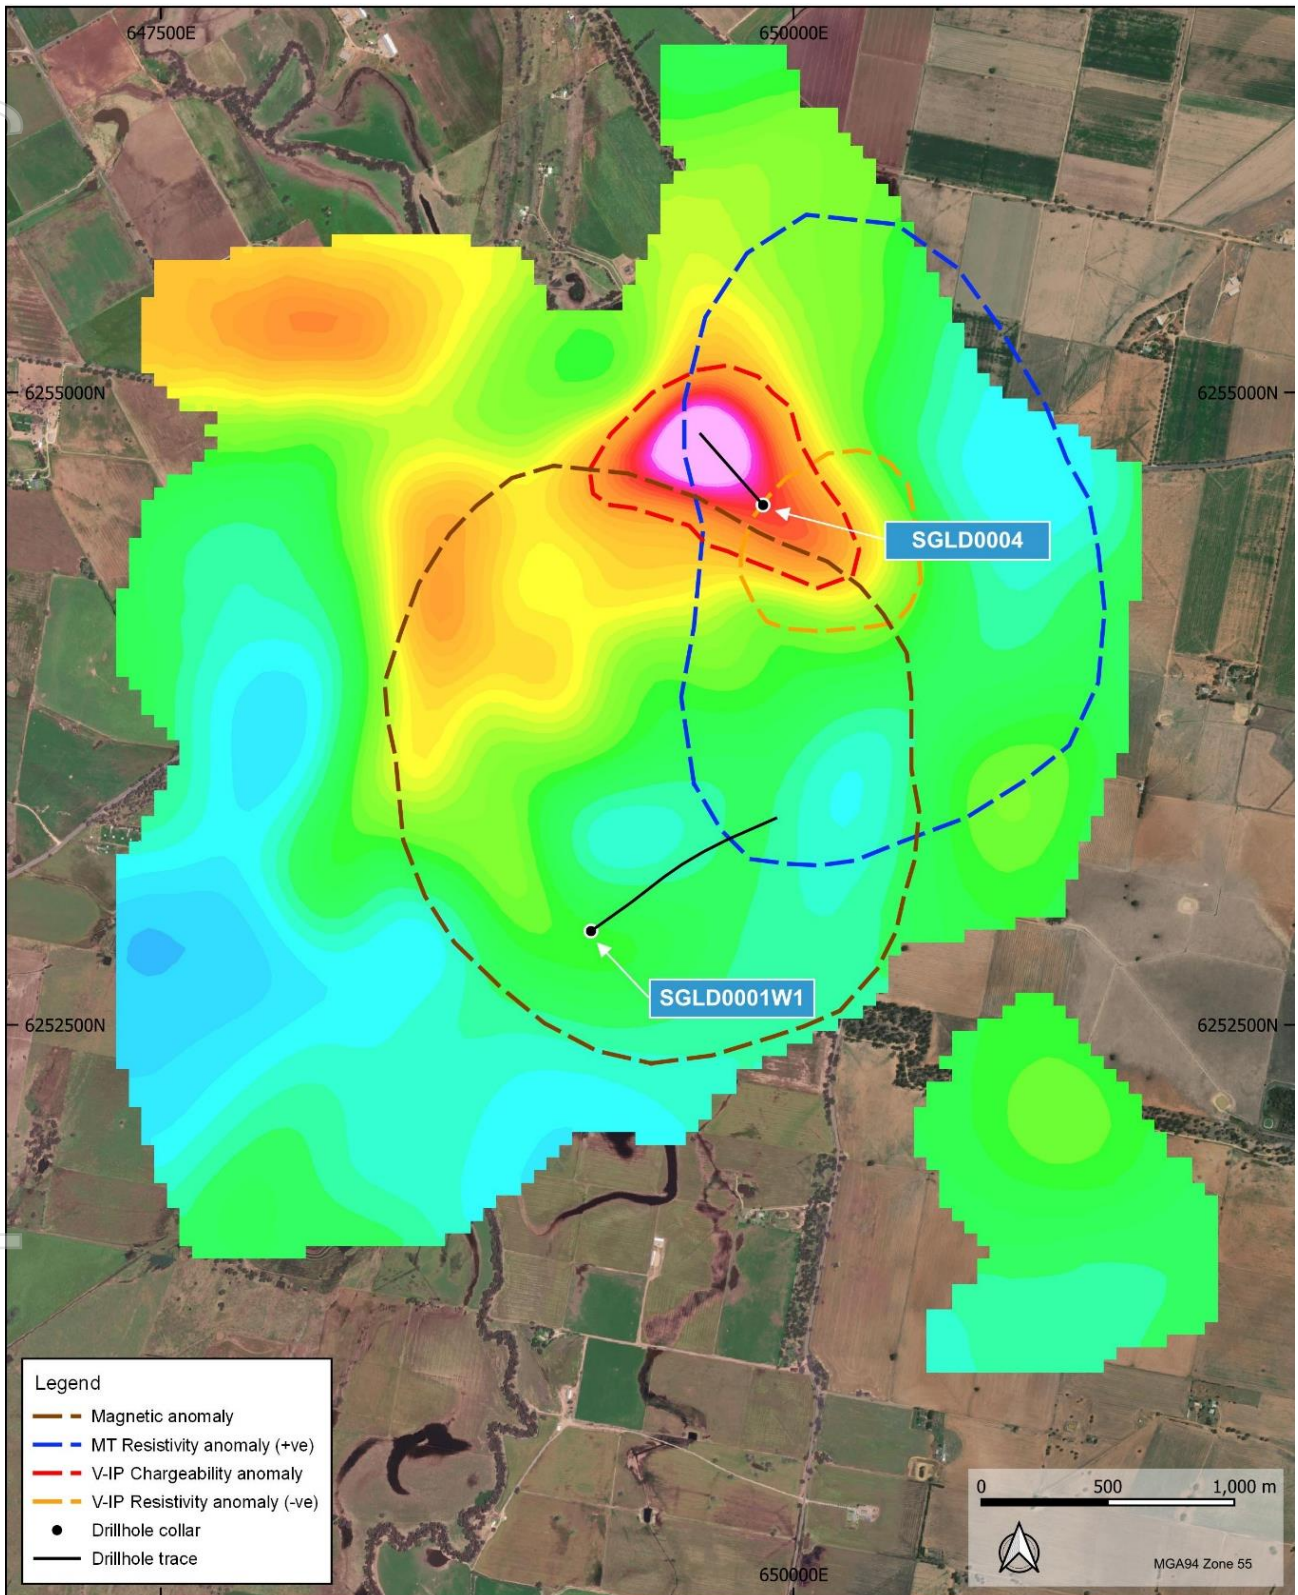 647500E
650000E
6255000N
6255000N
SGLD0004
SGLD0001W1
6252500N
6252500N
Legend
Magnetic anomaly
MT Resistivity anomaly (+ve)
V-IP Chargeability anomaly
V-IP Resistivity anomaly (-ve)
Drillhole collar
Drillhole trace
0 500 1,000 m
MGA94 Zone 55
650000E